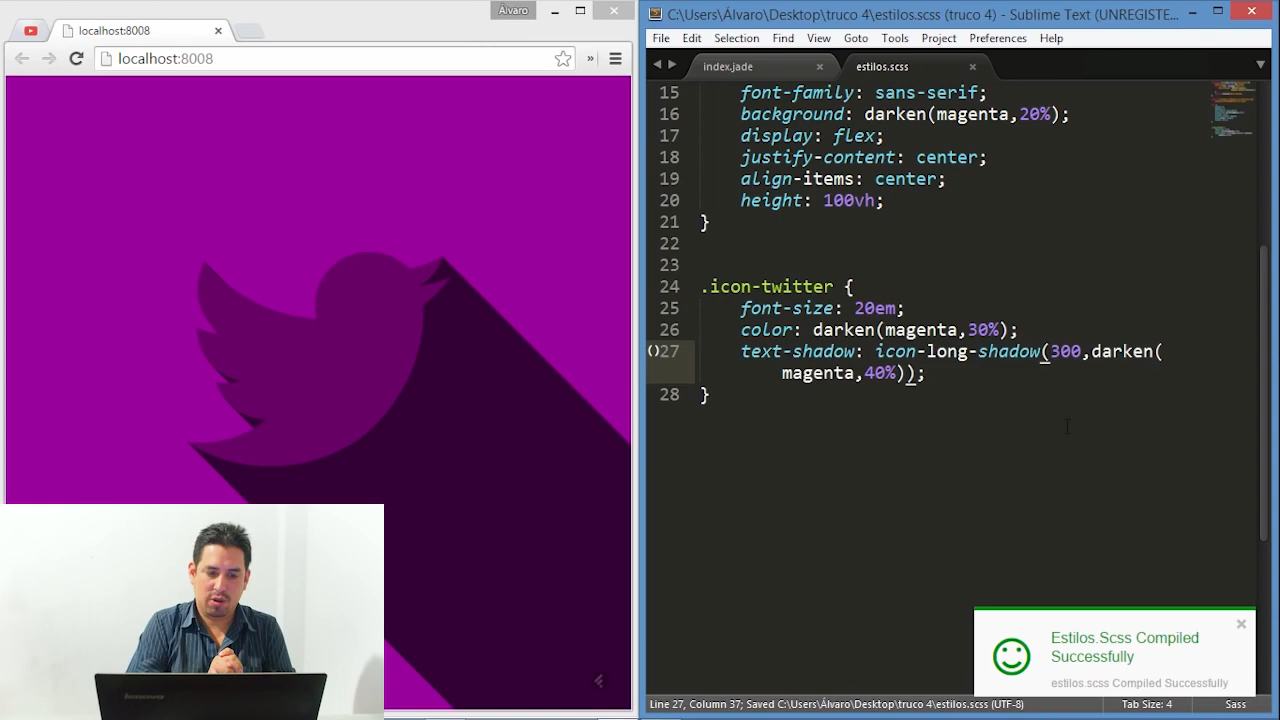 Álvaro
localhost:8008
localhost:8008
C:\Users\Álvaro\Desktop\truco 4\estilos.scss (truco 4) - Sublime Text (UNREGISTE...
File Edit Selection Find View Goto Tools Project Preferences Help
index.jade estilos.scss
15 font-family: sans-serif;
16 background: darken(magenta,20%);
17 display: flex;
18 justify-content: center;
19 align-items: center;
20 height: 100vh;
21 }
22
23
24 .icon-twitter {
25 font-size: 20em;
26 color: darken(magenta,30%);
27 text-shadow: icon-long-shadow(300,darken(
magenta,40%));
28 }
Estilos.Scss Compiled
Successfully
estilos.scss Compiled Successfully
Line 27, Column 37; Saved C:\Users\Álvaro\Desktop\truco 4\estilos.scss (UTF-8) Tab Size: 4 Sass
lenovo